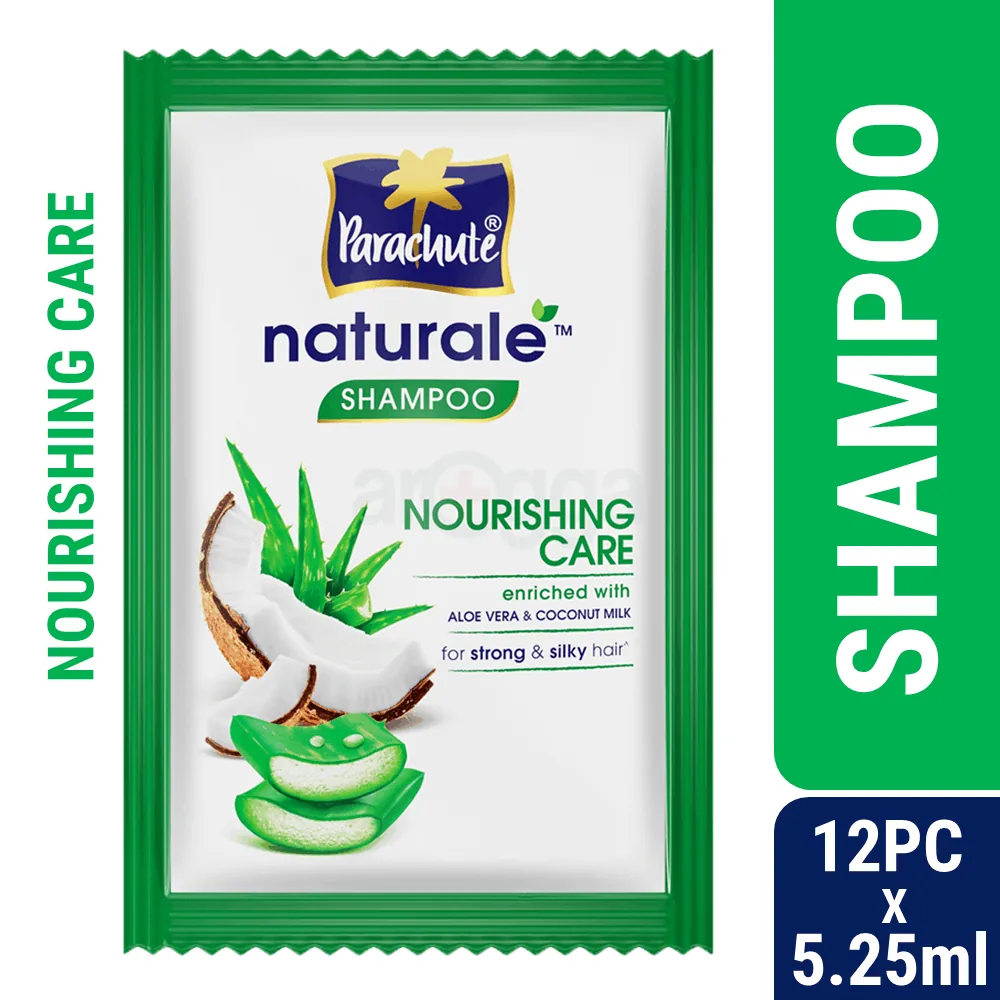 NOURISHING CARE
Parachute®
naturale™
SHAMPOO
arogga
NOURISHING
CARE
enriched with
ALOE VERA & COCONUT MILK
for strong & silky hair^
SHAMPOO
12PC
x
5.25ml